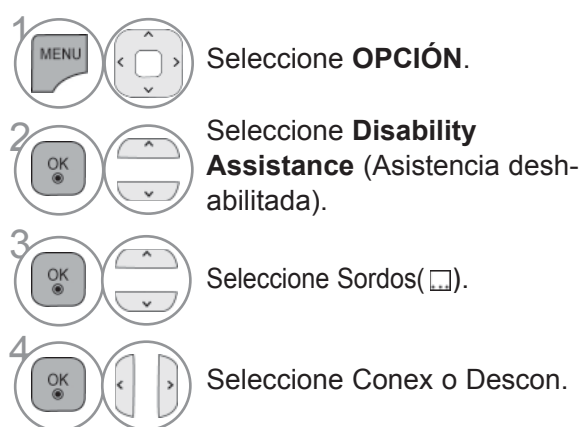 1
MENU
Seleccione OPCIÓN.
2
OK
Seleccione Disability
Assistance (Asistencia desh-
abilitada).
3
OK
Seleccione Sordos( ).
4
OK
Seleccione Conex o Descon.